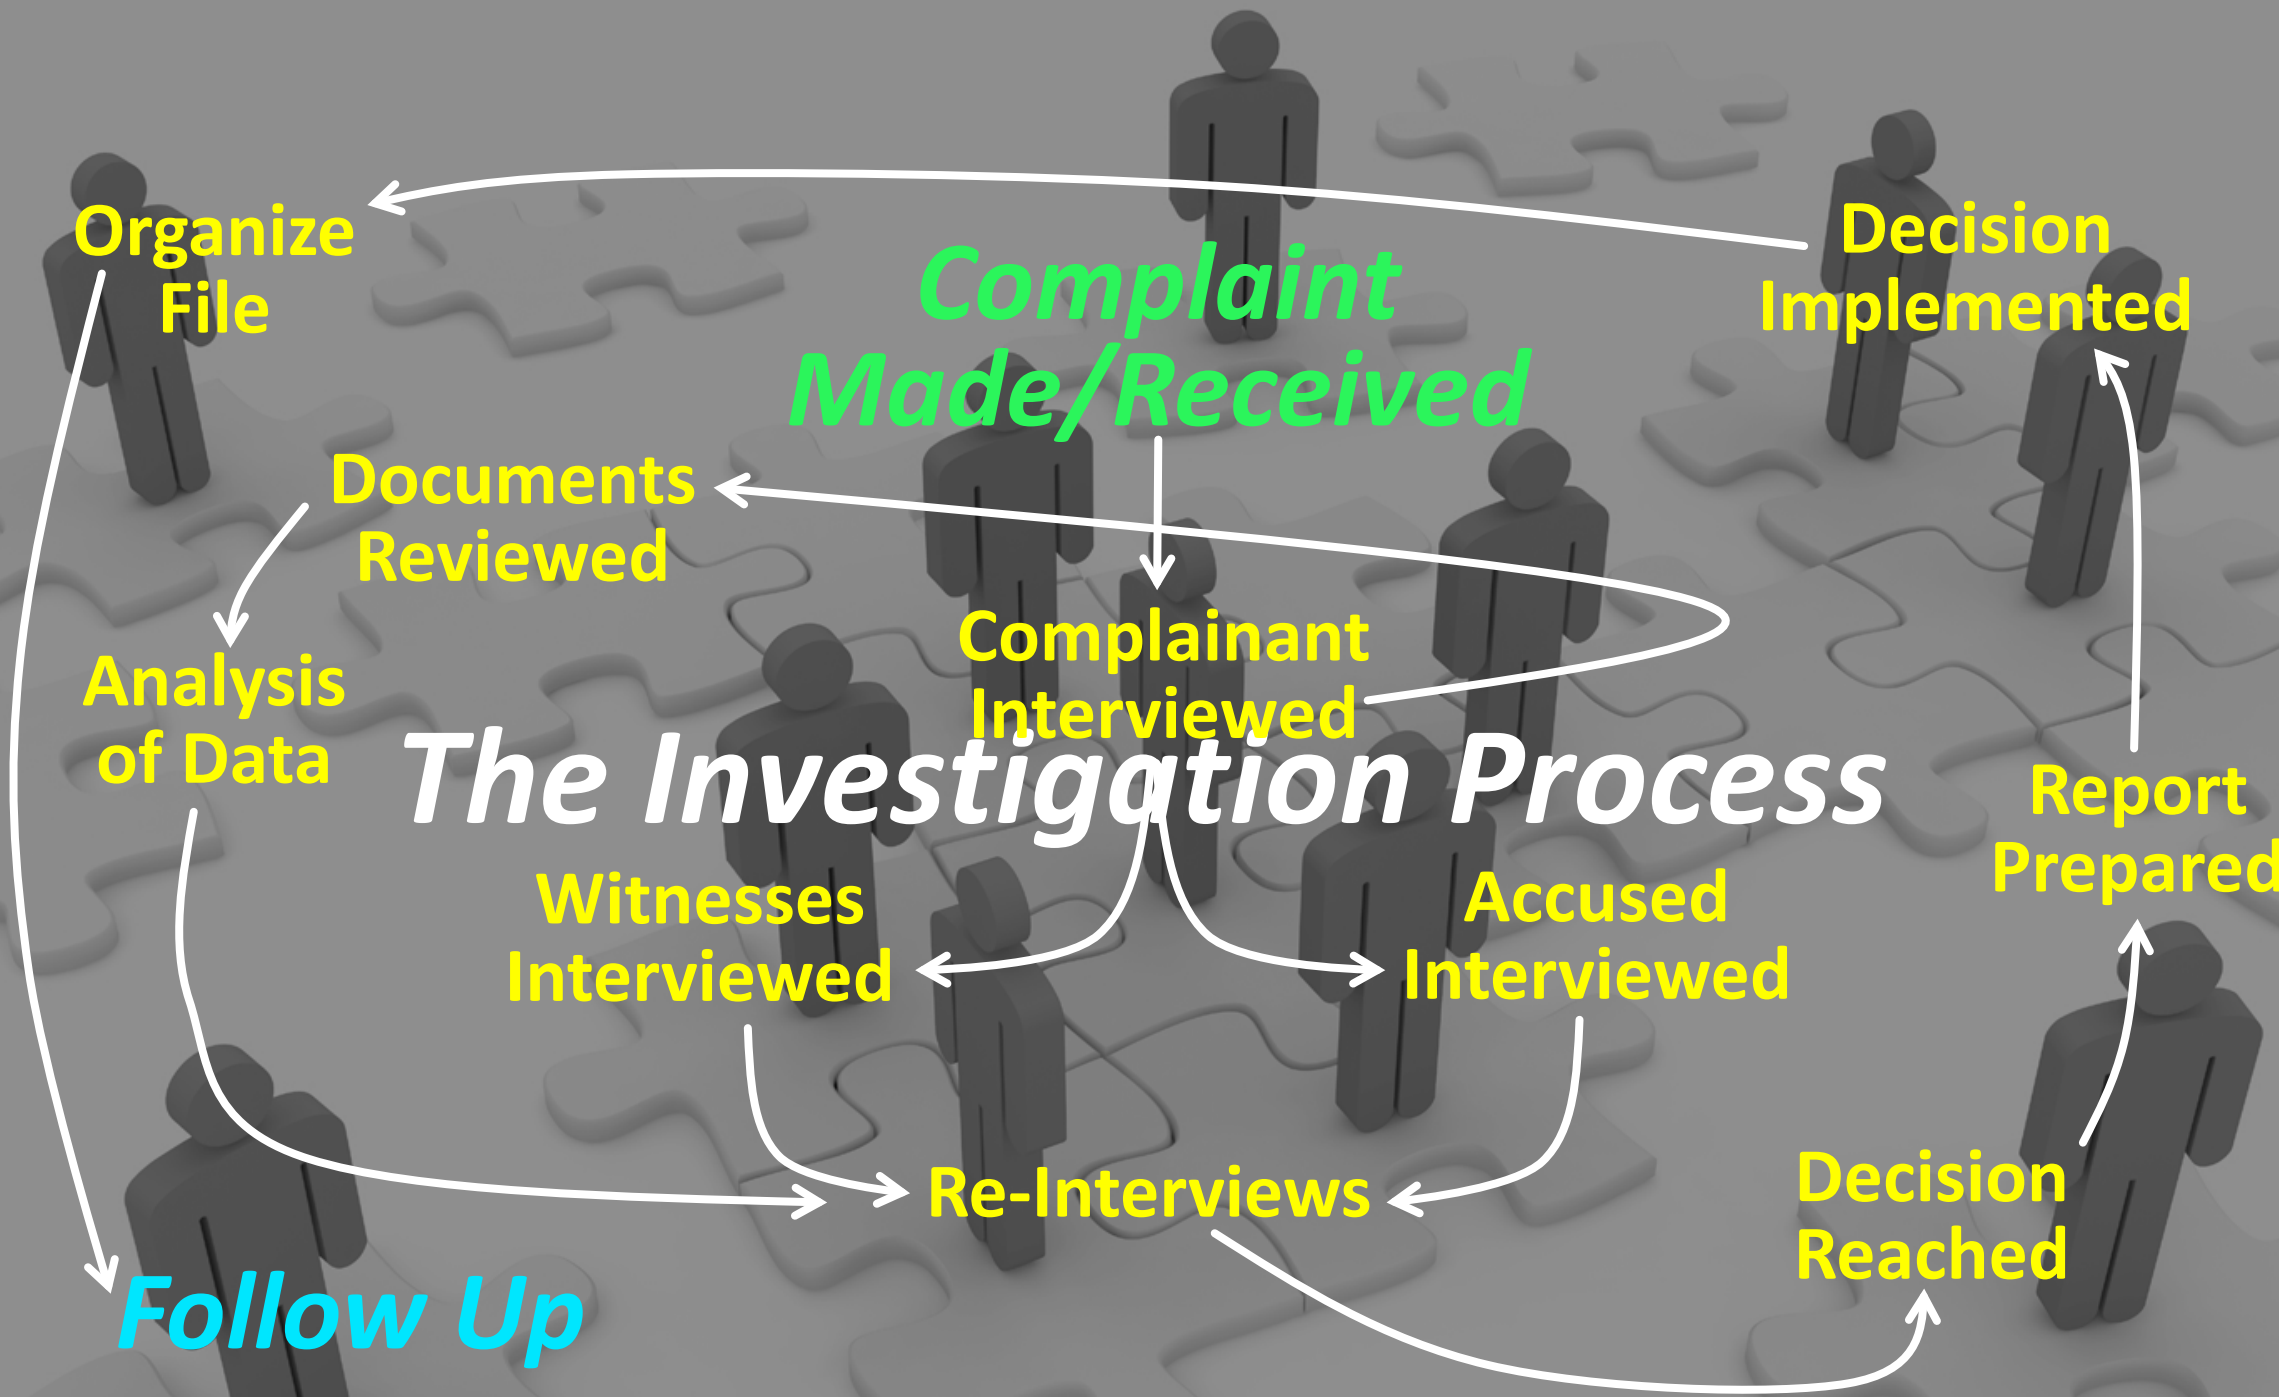 Organize
File
Complaint
Made/Received
Decision
Implemented
Documents
Reviewed
Complainant
Interviewed
Analysis
of Data
The Investigation Process
Report
Prepared
Witnesses
Interviewed
Accused
Interviewed
Re-Interviews
Decision
Reached
Follow Up